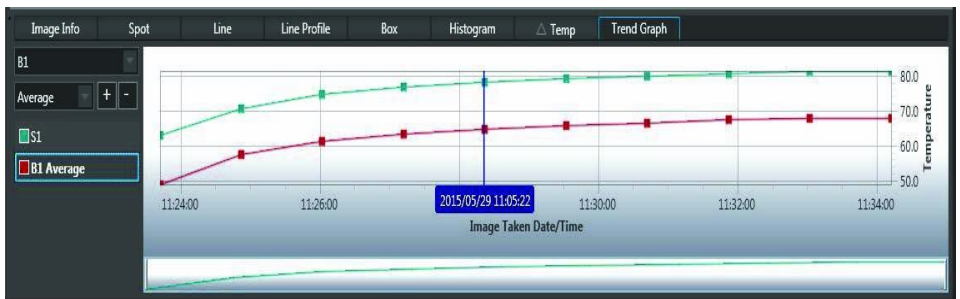 Image Info Spot Line Line Profile Box Histogram △ Temp Trend Graph
B1
Average + -
S1
B1 Average
80.0
70.0
60.0
50.0
Temperature
11:24:00 11:26:00 2015/05/29 11:05:22 11:30:00 11:32:00 11:34:00
Image Taken Date/Time